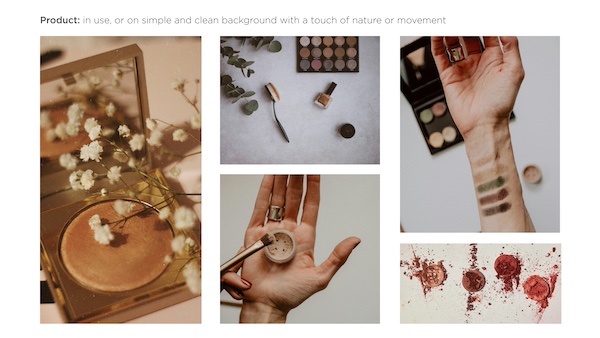 Product: in use, or on simple and clean background with a touch of nature or movement